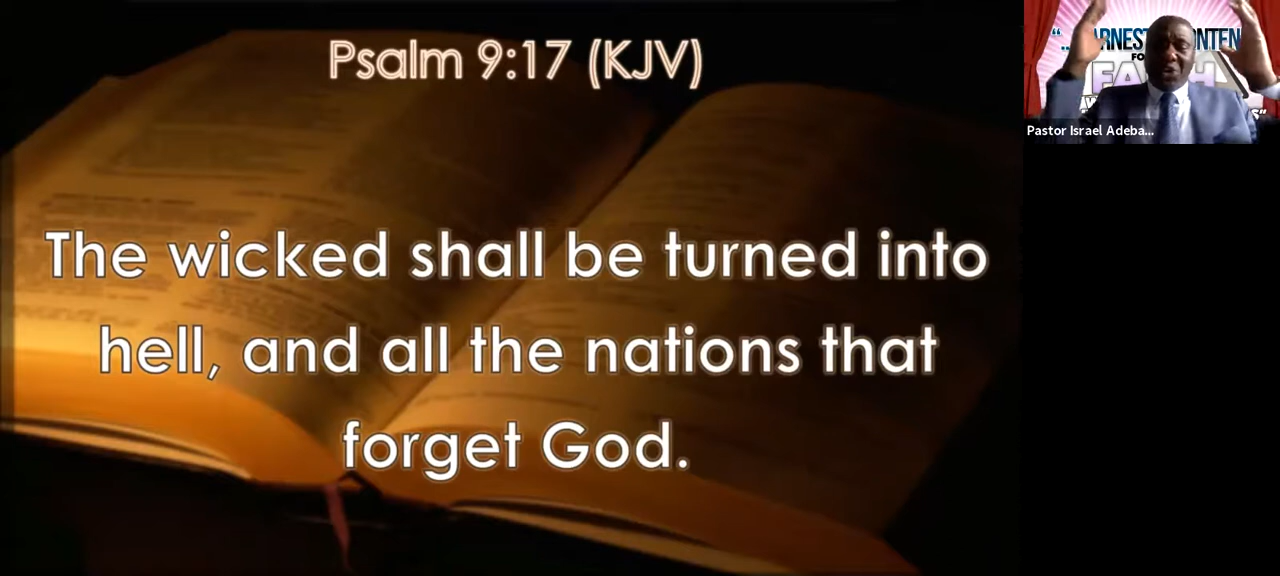 Psalm 9:17 (KJV)
The wicked shall be turned into
hell, and all the nations that
forget God.
Pastor Israel Adeba...